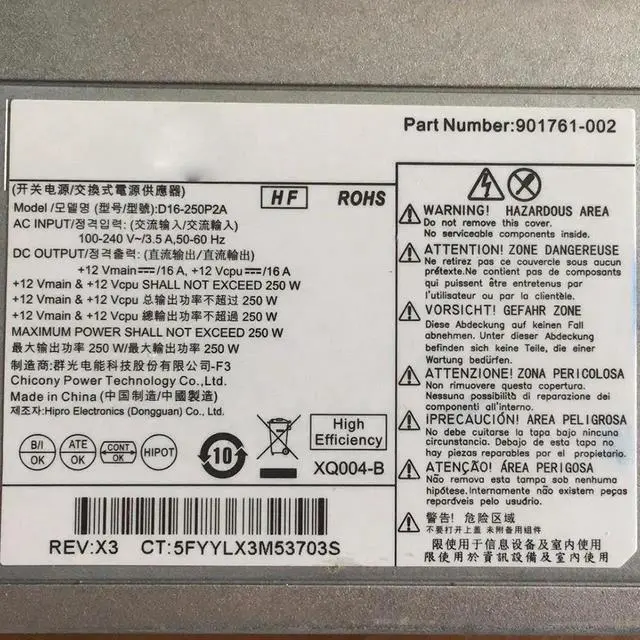 Part Number:901761-002
(开关电源/交換式電源供應器)
HF ROHS
Model /모델명 (型号/型號):D16-250P2A
AC INPUT/정격입력: (交流输入/交流輸入)
100-240 V~/3.5 A,50-60 Hz
DC OUTPUT/정격출력: (直流输出/直流輸出)
+12 Vmain⎓/16 A, +12 Vcpu⎓/16 A
+12 Vmain & +12 Vcpu SHALL NOT EXCEED 250 W
+12 Vmain & +12 Vcpu 总输出功率不超过 250 W
+12 Vmain & +12 Vcpu 總輸出功率不超過 250 W
MAXIMUM POWER SHALL NOT EXCEED 250 W
最大输出功率 250 W/最大輸出功率 250 W
制造商:群光电能科技股份有限公司-F3
Chicony Power Technology Co.,Ltd.
Made in China (中国制造/中國製造)
제조자:Hipro Electronics (Dongguan) Co., Ltd.
B/I OK
ATE OK
CONT OK
HIPOT
10
High
Efficiency
XQ004-B
REV:X3 CT:5FYYLX3M53703S
WARNING! HAZARDOUS AREA
Do not remove this cover.
No serviceable components inside.
ATTENTION! ZONE DANGEREUSE
Ne retirez pas ce couvercle sous aucun
prétexte.Ne contient pas de composants
qui puissent être entretenus par
l'utilisateur ou par la clientèle.
VORSICHT! GEFAHR ZONE
Diese Abdeckung auf keinen Fall
abnehmen. Unter dieser Abdeckung
befinden sich keine Teile, die einer
Wartung bedürfen.
ATTENZIONE! ZONA PERICOLOSA
Non rimuovere questa copertura.
Nessuna possibilità di reparazione dei
componenti all'interno.
¡PRECAUCIÓN! AREA PELIGROSA
No debe cuitarse la tapa bajo ninguna
circunstancia. Debajo de esta tapa no
hay recambios por el propietario.
ATENÇAO! ÁREA PERIGOSA
Não remova esta tampa sob nenhuma
hipótese.Internamente não existem peças
reparáveis pelo usuário.
警告! 危险区域
不要打开上盖 未附备用组件
限使用于信息设备及室内使用
限使用於資訊設備及室內使用